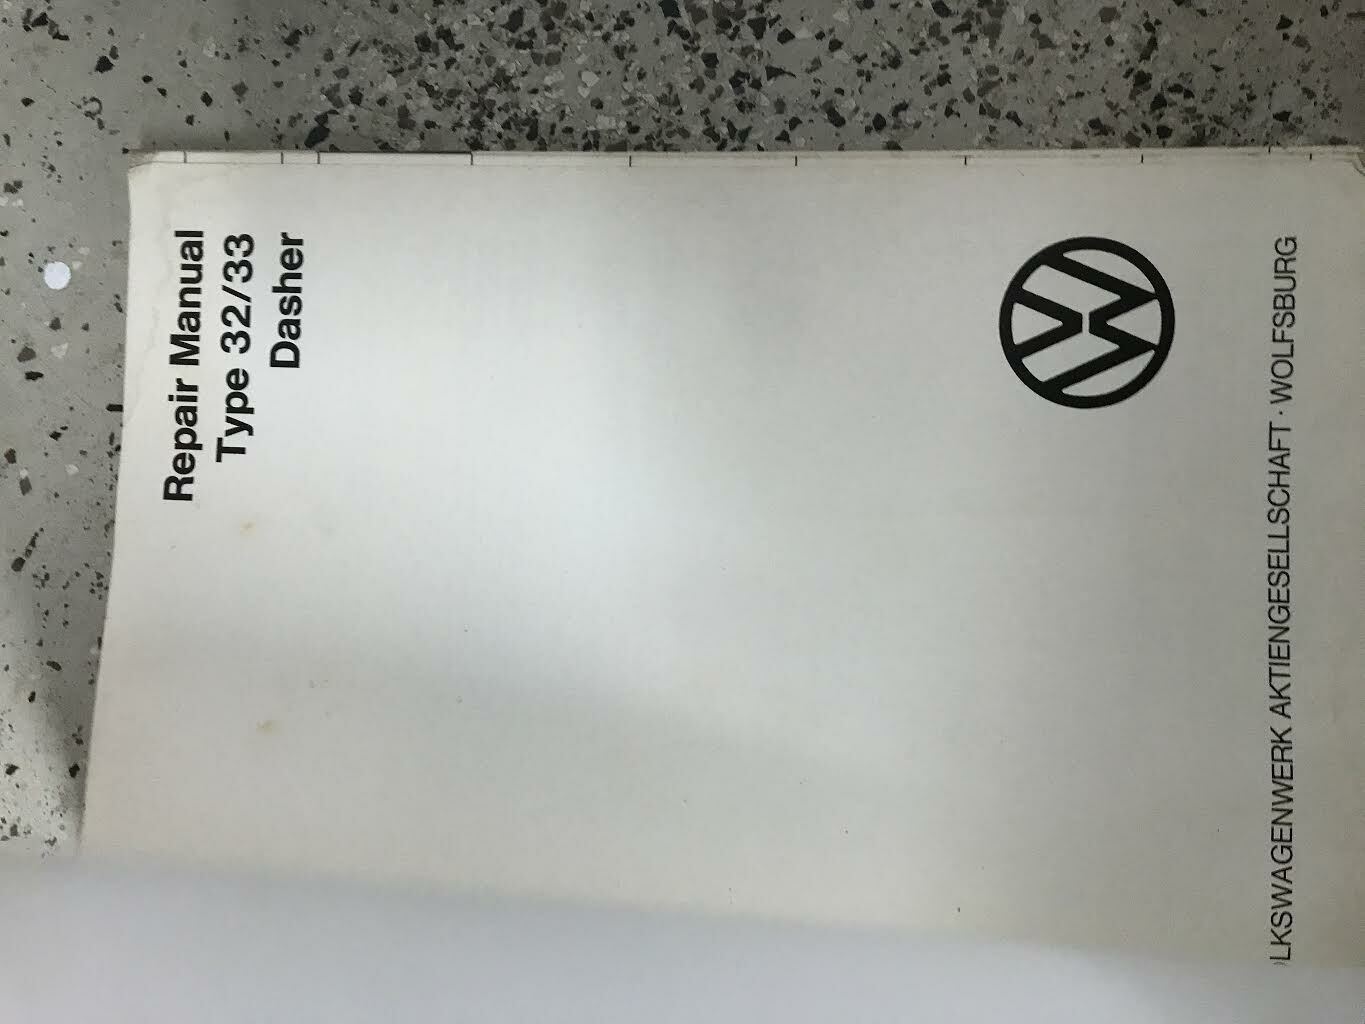 Repair Manual
Type 32/33
Dasher
LKSWAGENWERK AKTIENGESELLSCHAFT · WOLFSBURG